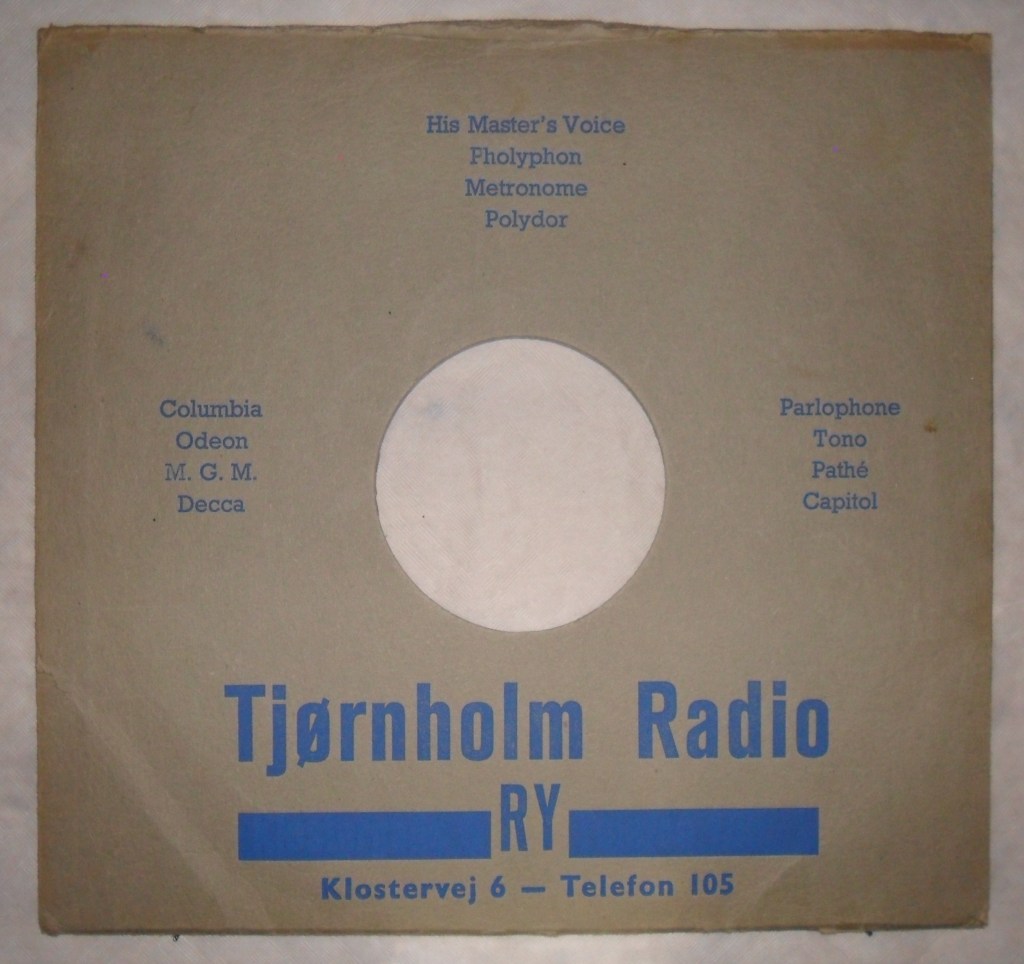 His Master's Voice
Fholyphon
Metronome
Polydor
Columbia
Odeon
M. G. M.
Decca
Parlophone
Tono
Pathé
Capitol
Tjørnholm Radio
RY
Klostervej 6 — Telefon 105